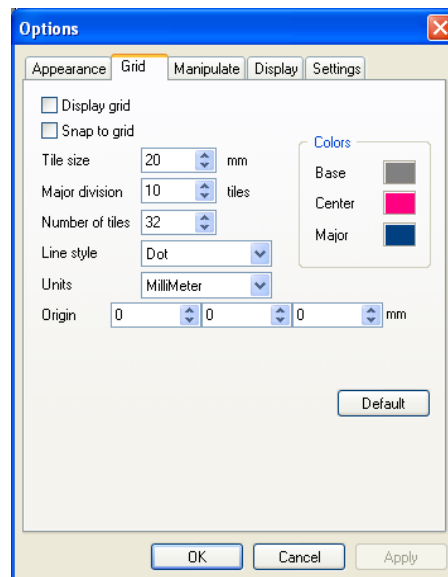 Options
Appearance Grid Manipulate Display Settings
Display grid
Snap to grid
Tile size 20 mm
Major division 10 tiles
Number of tiles 32
Line style Dot
Units MilliMeter
Origin 0 0 0 mm
Colors
Base
Center
Major
Default
OK Cancel Apply